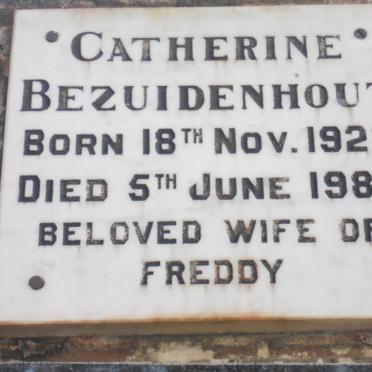 CATHERINE
BEZUIDENHOUT
BORN 18TH NOV. 192
DIED 5TH JUNE 198
BELOVED WIFE OF
FREDDY